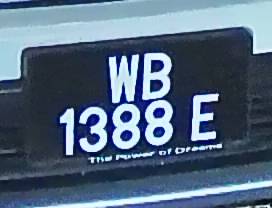 WB
1388 E
The Power of Dreams